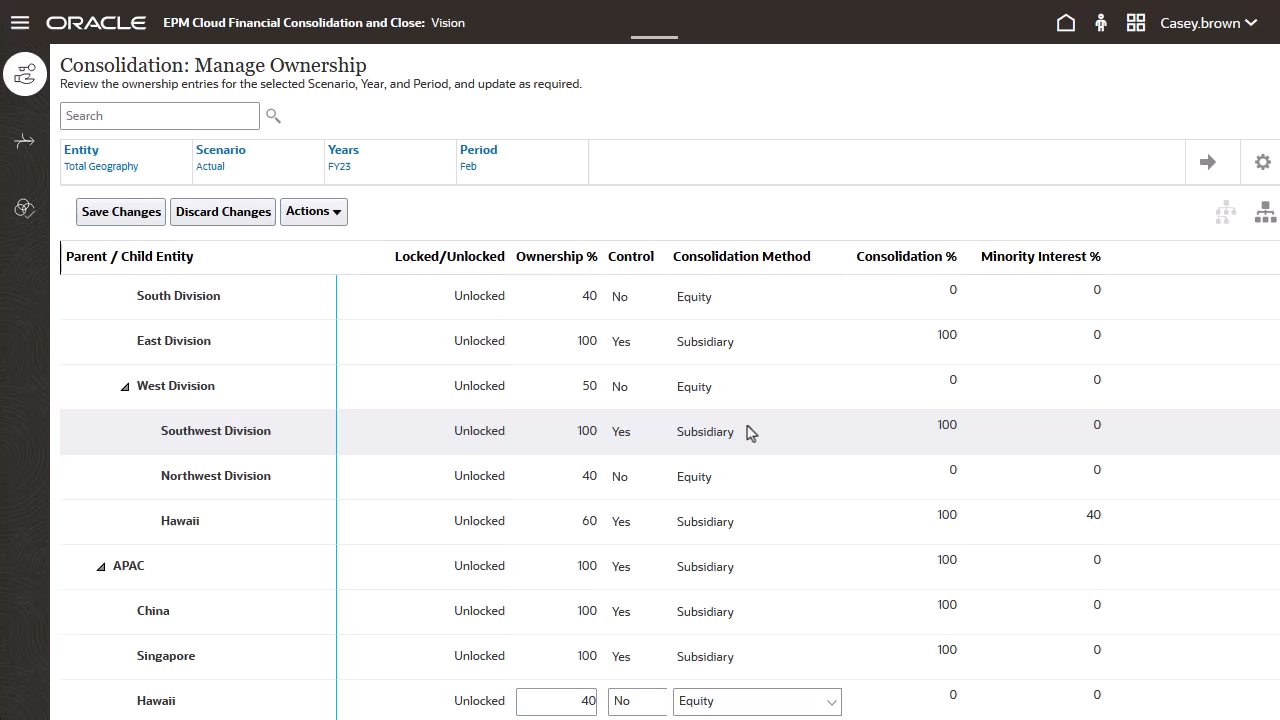 ORACLE EPM Cloud Financial Consolidation and Close: Vision Casey.brown
Consolidation: Manage Ownership
Review the ownership entries for the selected Scenario, Year, and Period, and update as required.
Search
Entity Scenario Years Period
Total Geography Actual FY23 Feb
Save Changes Discard Changes Actions
Parent / Child Entity Locked/Unlocked Ownership % Control Consolidation Method Consolidation % Minority Interest %
South Division Unlocked 40 No Equity 0 0
East Division Unlocked 100 Yes Subsidiary 100 0
West Division Unlocked 50 No Equity 0 0
Southwest Division Unlocked 100 Yes Subsidiary 100 0
Northwest Division Unlocked 40 No Equity 0 0
Hawaii Unlocked 60 Yes Subsidiary 100 40
APAC Unlocked 100 Yes Subsidiary 100 0
China Unlocked 100 Yes Subsidiary 100 0
Singapore Unlocked 100 Yes Subsidiary 100 0
Hawaii Unlocked 40 No Equity 0 0